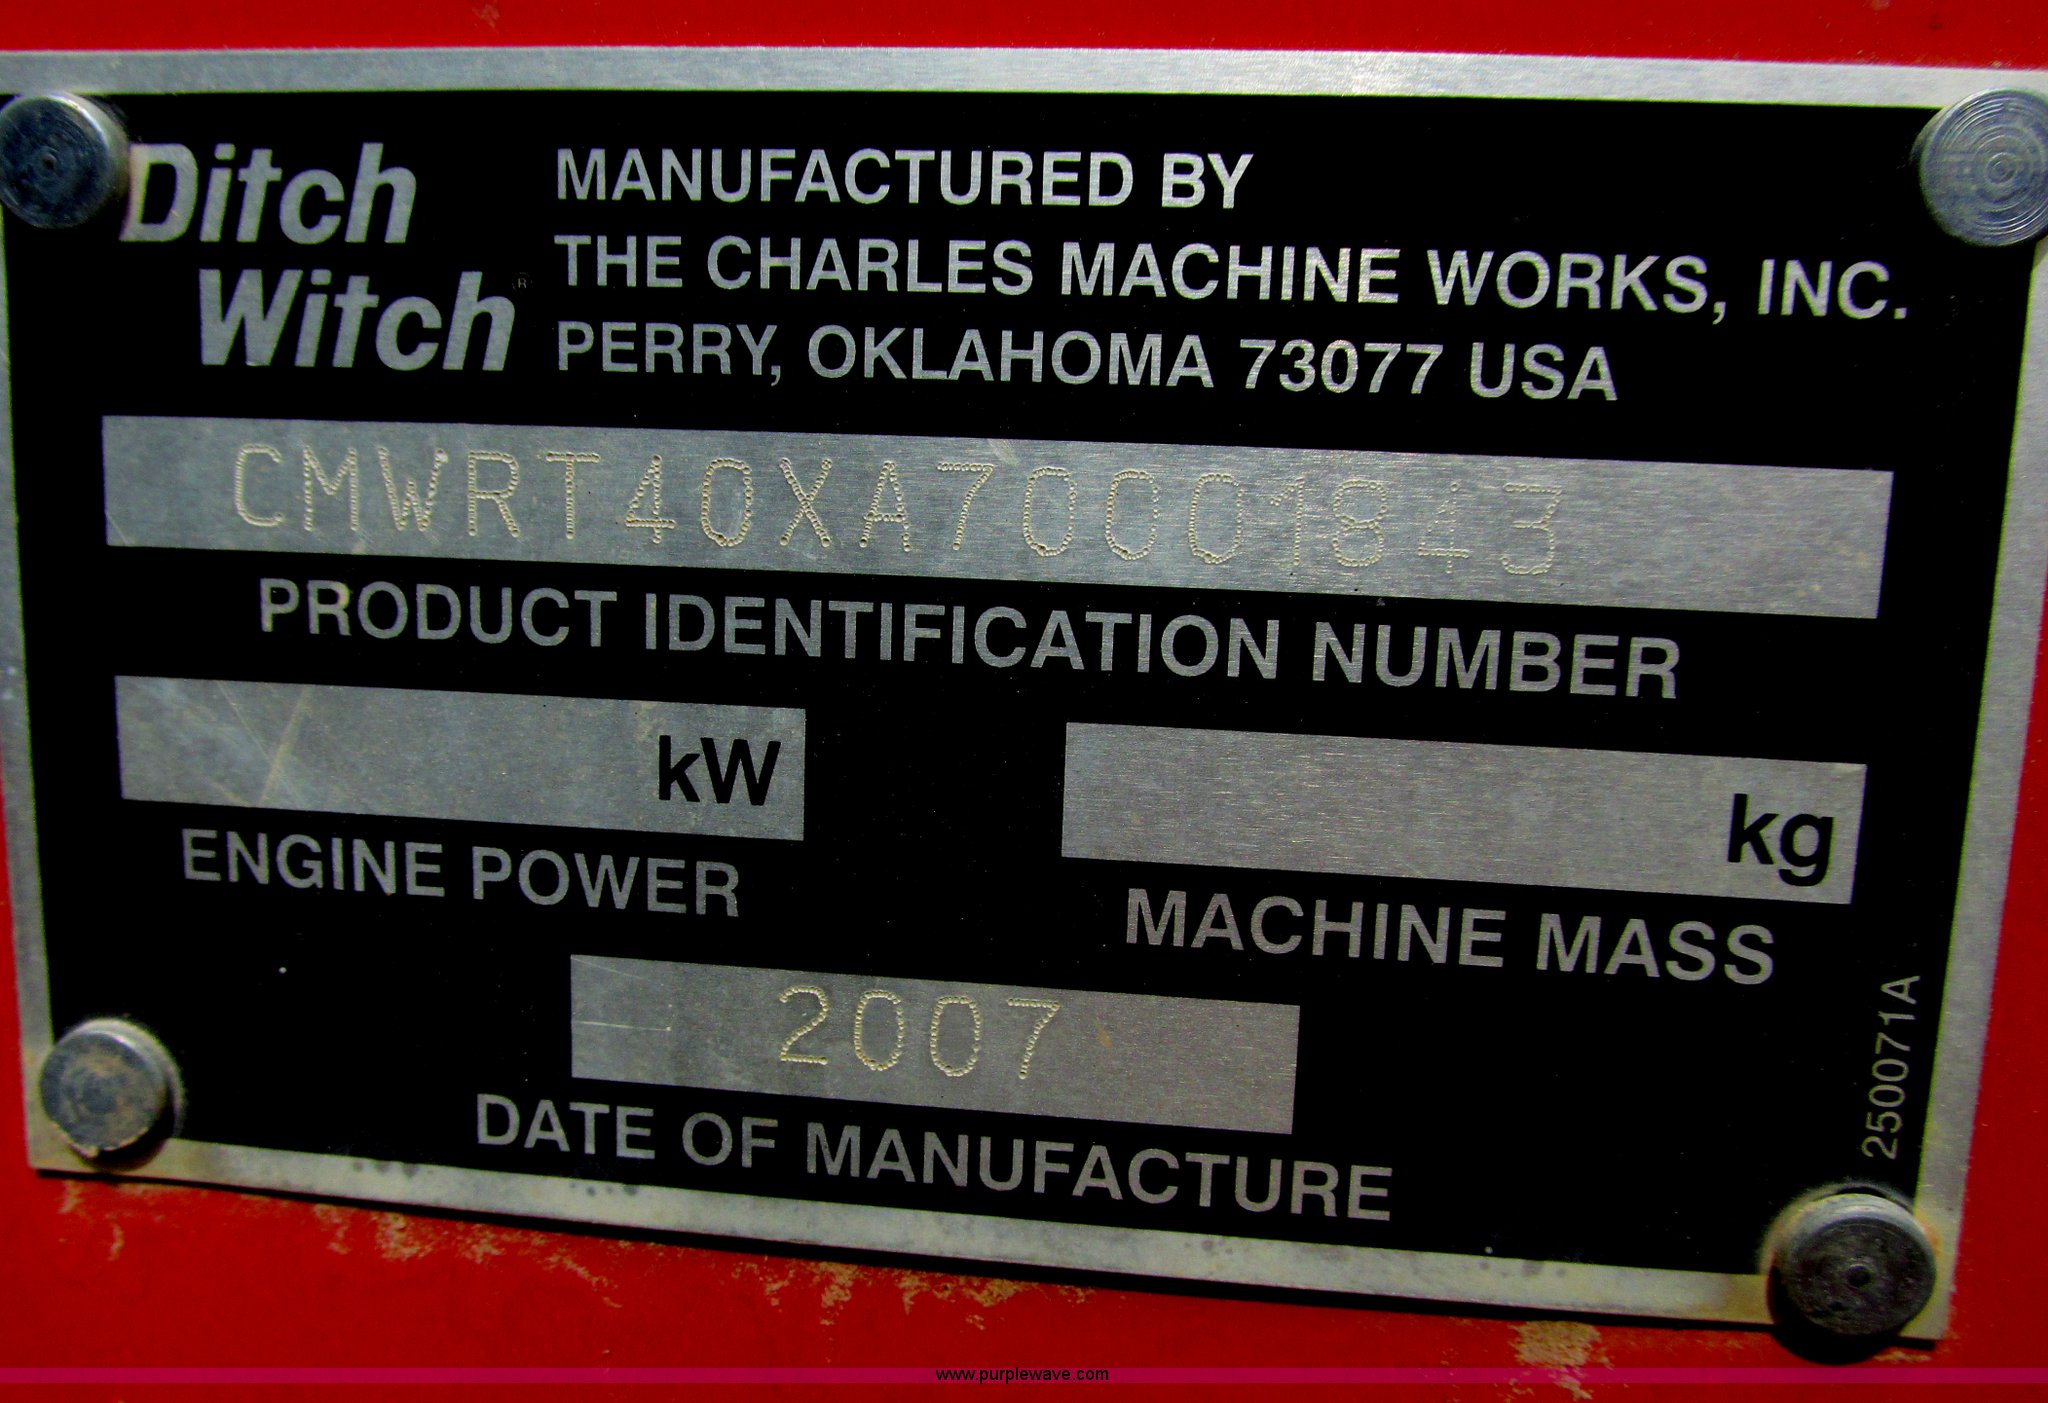 Ditch
Witch®
MANUFACTURED BY
THE CHARLES MACHINE WORKS, INC.
PERRY, OKLAHOMA 73077 USA
CMWRT40XA70001843
PRODUCT IDENTIFICATION NUMBER
kW
ENGINE POWER
kg
MACHINE MASS
2007
DATE OF MANUFACTURE
250071A
www.purplewave.com